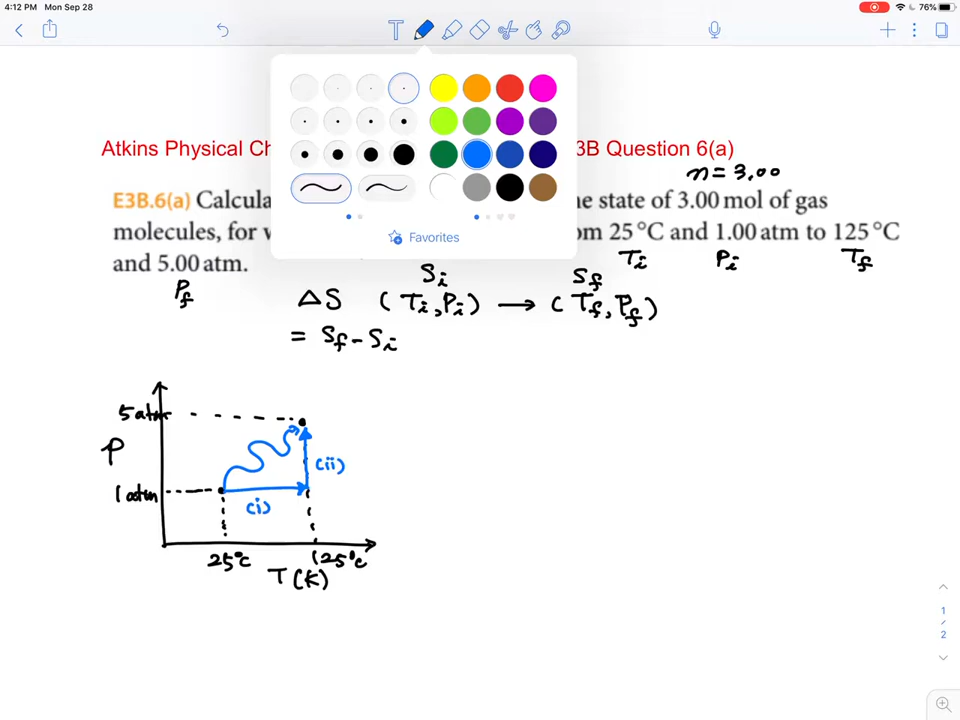 4:12 PM Mon Sep 28
76%
T
Favorites
Atkins Physical Ch
3B Question 6(a)
n = 3.00
E3B.6(a) Calcula
e state of 3.00 mol of gas
molecules, for
om 25 °C and 1.00 atm to 125 °C
Ti Pi Tf
and 5.00 atm.
Pf
Si Sf
ΔS (Ti, Pi) → (Tf, Pf)
= Sf - Si
5 atm
P
(ii)
1 atm
(i)
25°C 125°C
T (K)
1
/
2